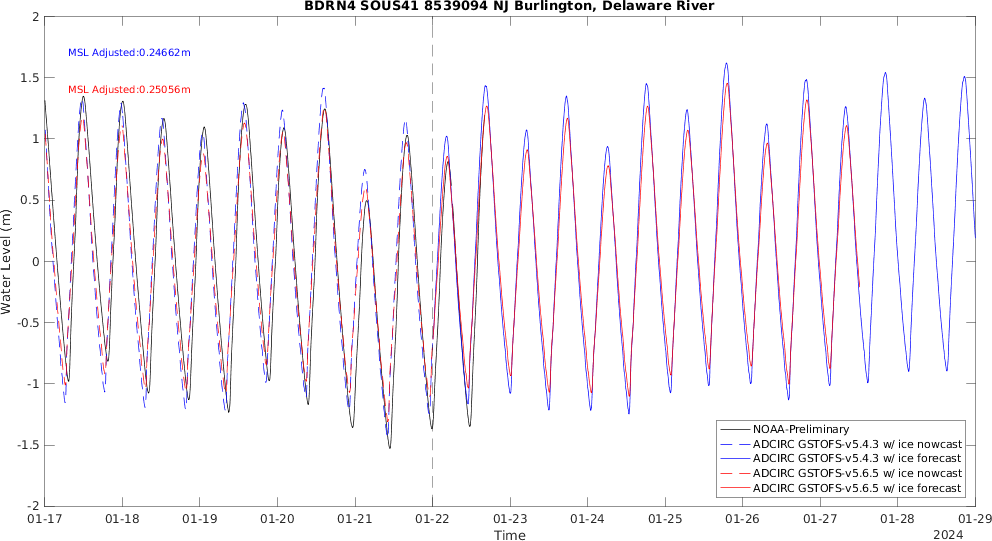 BDRN4 SOUS41 8539094 NJ Burlington, Delaware River
2
1.5
1
0.5
0
-0.5
-1
-1.5
-2
Water Level (m)
MSL Adjusted:0.24662m
MSL Adjusted:0.25056m
NOAA-Preliminary
ADCIRC GSTOFS-v5.4.3 w/ ice nowcast
ADCIRC GSTOFS-v5.4.3 w/ ice forecast
ADCIRC GSTOFS-v5.6.5 w/ ice nowcast
ADCIRC GSTOFS-v5.6.5 w/ ice forecast
01-17 01-18 01-19 01-20 01-21 01-22 01-23 01-24 01-25 01-26 01-27 01-28 01-29
Time
2024